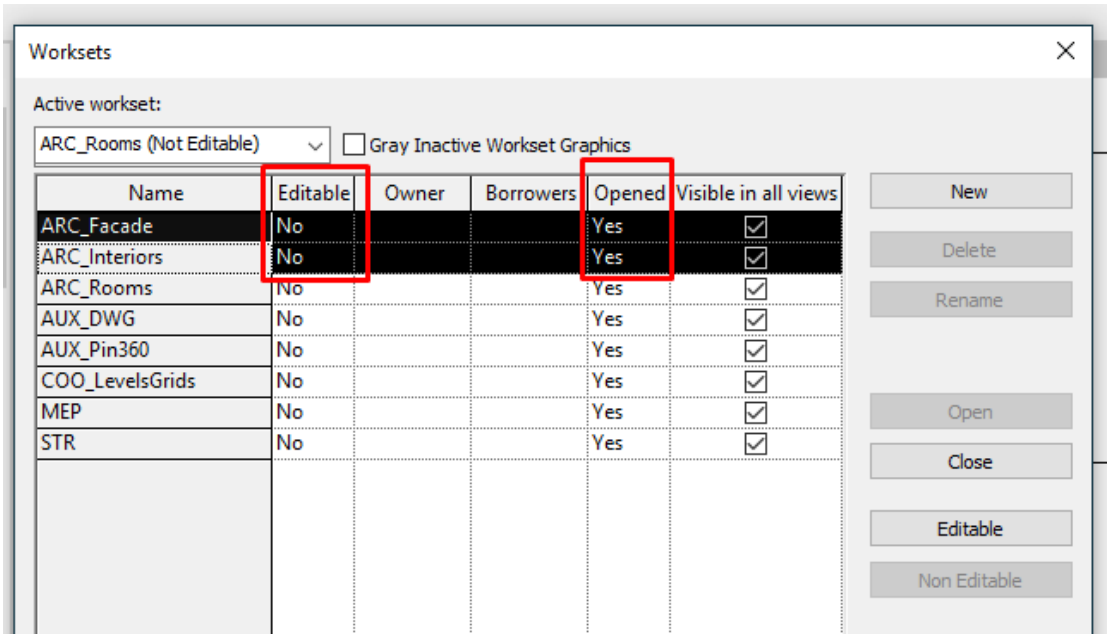 Worksets
Active workset:
ARC_Rooms (Not Editable) Gray Inactive Workset Graphics
Name Editable Owner Borrowers Opened Visible in all views New
ARC_Facade No Yes
ARC_Interiors No Yes Delete
ARC_Rooms No Yes Rename
AUX_DWG No Yes
AUX_Pin360 No Yes
COO_LevelsGrids No Yes
MEP No Yes Open
STR No Yes
Close
Editable
Non Editable